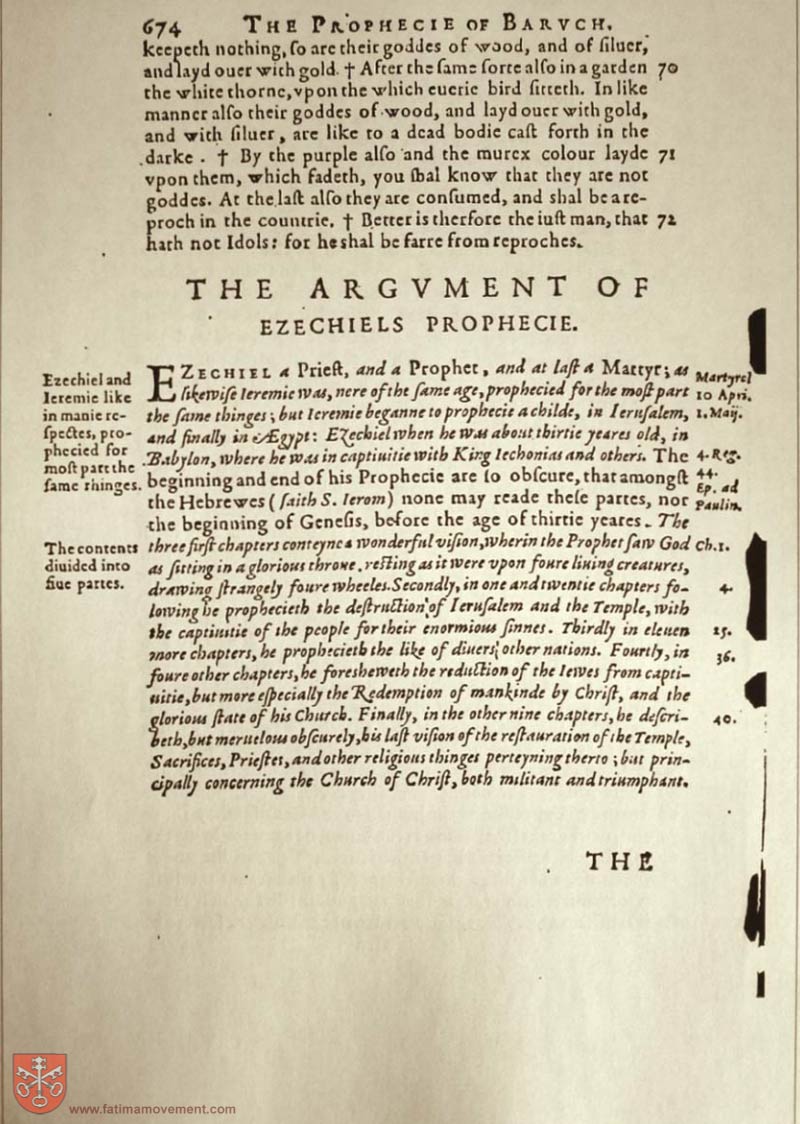 674 THE PROPHECIE OF BARVCH.
keepeth nothing, ſo are their goddes of wood, and of ſiluer,
and layd ouer with gold. † After the ſame ſorte alſo in a garden 70
the white thorne, vpon the which euerie bird ſitteth. In like
manner alſo their goddes of wood, and layd ouer with gold,
and with ſiluer, are like to a dead bodie caſt forth in the
darke. † By the purple alſo and the murex colour layde 71
vpon them, which fadeth, you ſhal know that they are not
goddes. At the laſt alſo they are conſumed, and shal be a re-
proch in the countrie. † Better is therfore the iuſt man, that 72
hath not Idols: for he shal be farre from reproches.
THE ARGVMENT OF
EZECHIELS PROPHECIE.
Ezechiel and
Ieremie like
in manie re-
ſpectes, pro-
phecied for
moſt part the
ſame thinges.
The contents
diuided into
fiue partes.
EZECHIEL a Prieſt, and a Prophet, and at laſt a Martyr; as
likewiſe Ieremie was, nere of the ſame age, prophecied for the moſt part
the ſame thinges; but Ieremie beganne to prophecie a childe, in Ieruſalem,
and finally in Ægypt: Ezechiel when he was about thirtie yeares old, in
Babylon, where he was in captiuitie with King Iechonias and others. The
beginning and end of his Prophecie are ſo obſcure, that amongſt
the Hebrewes (ſaith S. Ierom) none may reade theſe partes, nor
the beginning of Geneſis, before the age of thirtie yeares. The
three firſt chapters conteyne a wonderful viſion, wherin the Prophet ſaw God
as ſitting in a glorious throne, reſting as it were vpon foure liuing creatures,
drawing ſtrangely foure wheeles. Secondly, in one and twentie chapters fo-
lowing he prophecieth the deſtruction of Ieruſalem and the Temple, with
the captiuitie of the people for their enormious ſinnes. Thirdly in eleuen
more chapters, he prophecieth the like of diuers other nations. Fourtly, in
foure other chapters, he foresheweth the reduction of the Iewes from capti-
uitie, but more eſpecially the Redemption of mankinde by Chriſt, and the
glorious ſtate of his Church. Finally, in the other nine chapters, he deſcri-
beth, but meruelous obſcurely, his laſt viſion of the reſtauration of the Temple,
Sacrifices, Prieſtes, and other religious thinges perteyning therto; but prin-
cipally concerning the Church of Chriſt, both militant and triumphant.
Martyrol
10 Apri.
1. Maij.
4. Reg.
44.
Ep. ad
Paulin.
Ch. 1.
4.
25.
36.
40.
THE
www.fatimamovement.com